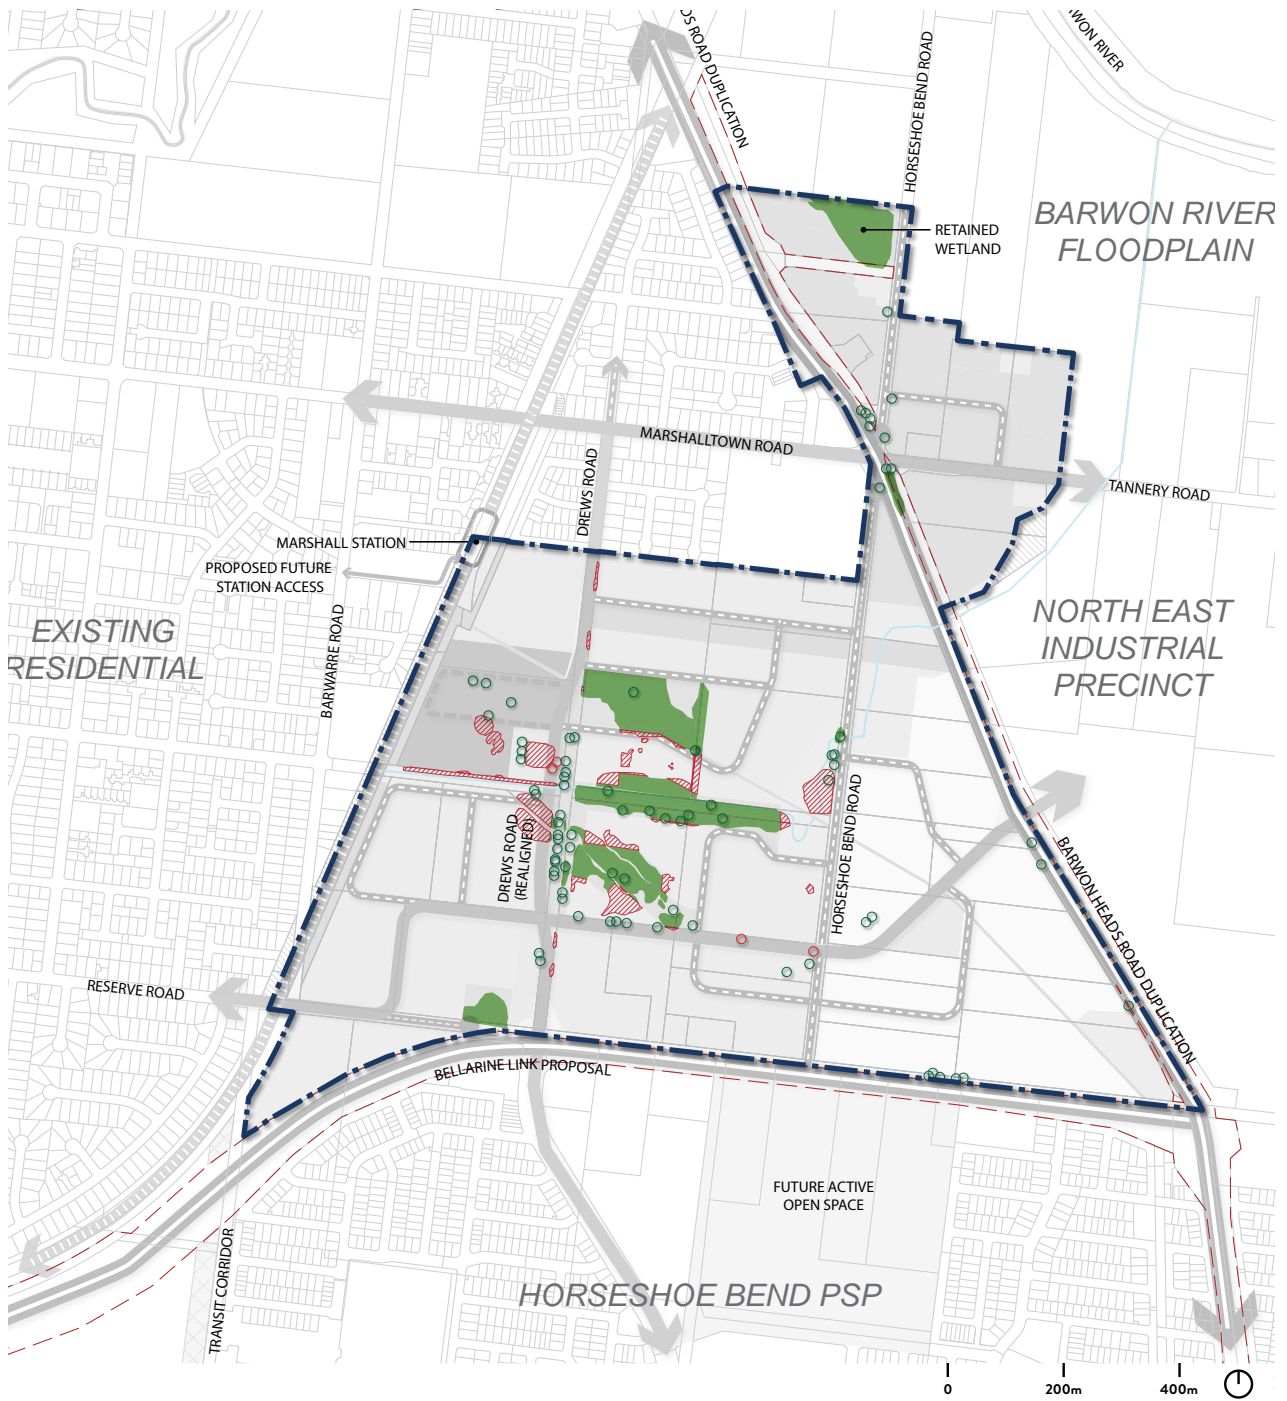 DS ROAD DUPLICATION
HORSESHOE BEND ROAD
WON RIVER
BARWON RIVER
FLOODPLAIN
RETAINED
WETLAND
MARSHALLTOWN ROAD
DREWS ROAD
TANNERY ROAD
MARSHALL STATION
PROPOSED FUTURE
STATION ACCESS
EXISTING
RESIDENTIAL
BARWARRE ROAD
NORTH EAST
INDUSTRIAL
PRECINCT
DREWS ROAD
(REALIGNED)
HORSESHOE BEND ROAD
BARWON HEADS ROAD DUPLICATION
RESERVE ROAD
BELLARINE LINK PROPOSAL
FUTURE ACTIVE
OPEN SPACE
TRANSIT CORRIDOR
HORSESHOE BEND PSP
0
200m
400m